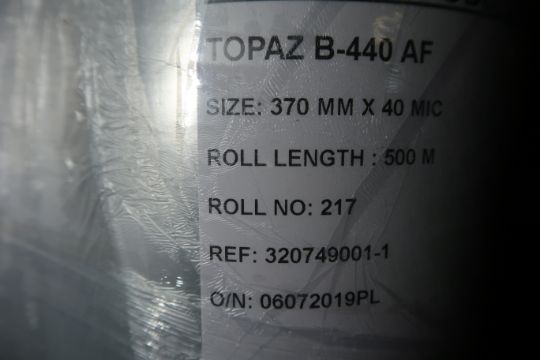 TOPAZ B-440 AF
SIZE: 370 MM X 40 MIC
ROLL LENGTH : 500 M
ROLL NO: 217
REF: 320749001-1
O/N: 06072019PL